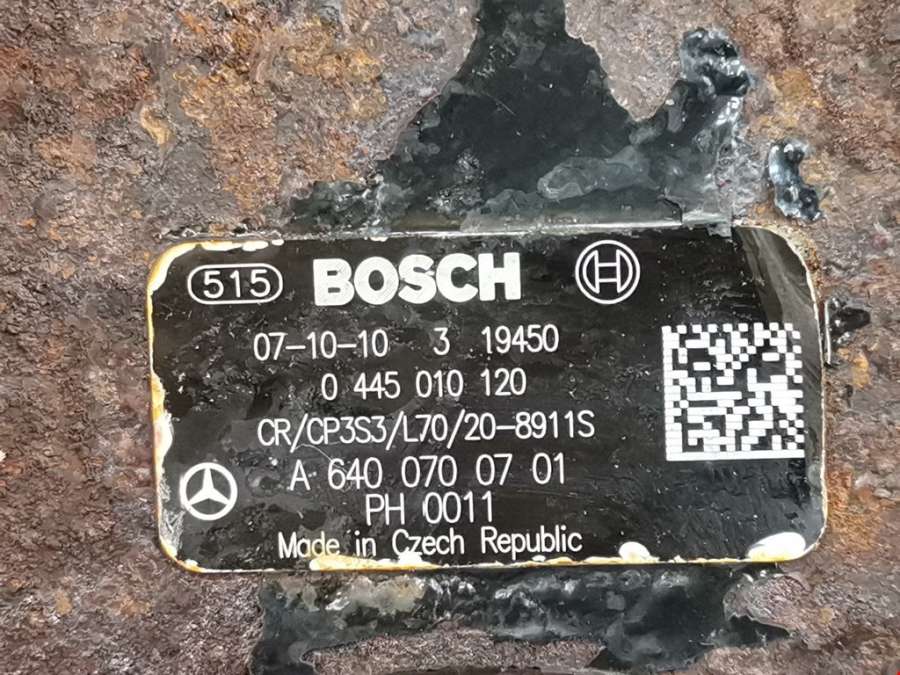 515 BOSCH
07-10-10 3 19450
0 445 010 120
CR/CP3S3/L70/20-8911S
A 640 070 07 01
PH 0011
Made in Czech Republic